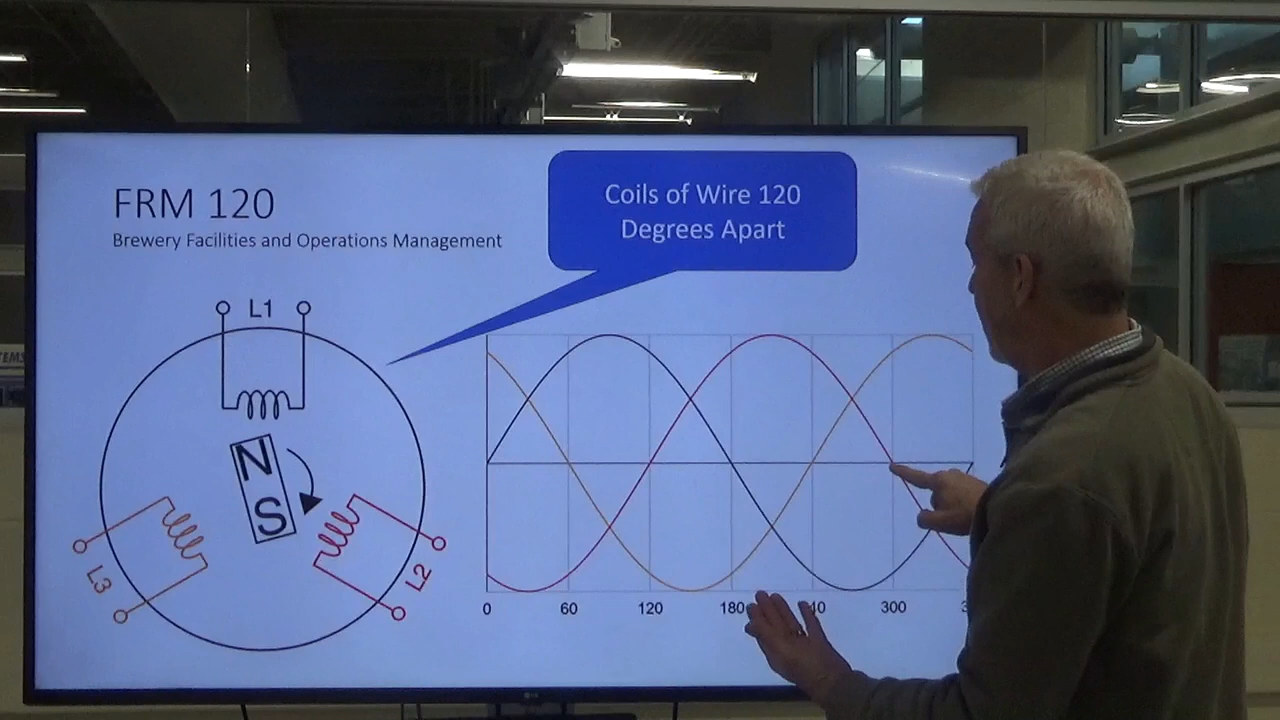 FRM 120
Brewery Facilities and Operations Management
Coils of Wire 120
Degrees Apart
L1
N
S
L3
L2
0 60 120 180 300
LG